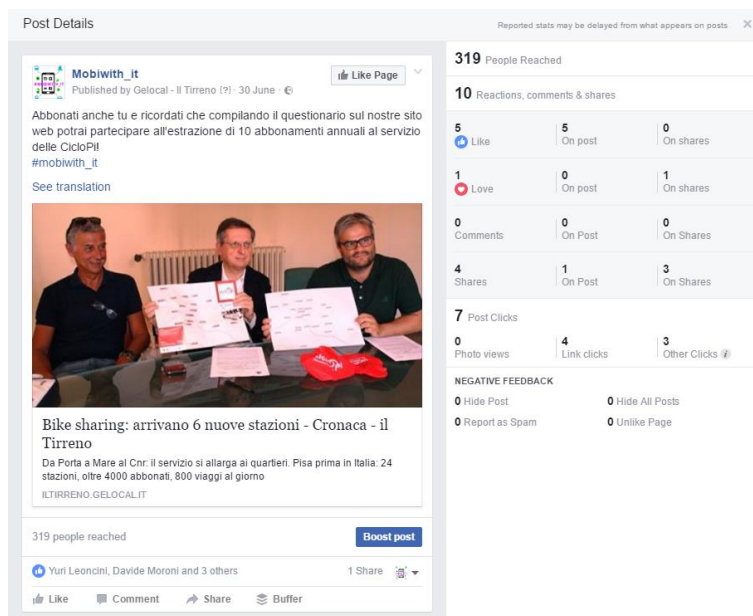 Post Details
Reported stats may be delayed from what appears on posts
Mobiwith_it
Published by Gelocal - Il Tirreno [?] · 30 June ·
Like Page
Abbonati anche tu e ricordati che compilando il questionario sul nostre sito
web potrai partecipare all'estrazione di 10 abbonamenti annuali al servizio
delle CicloPi!
#mobiwith_it
See translation
Bike sharing: arrivano 6 nuove stazioni - Cronaca - il
Tirreno
Da Porta a Mare al Cnr: il servizio si allarga ai quartieri. Pisa prima in Italia: 24
stazioni, oltre 4000 abbonati, 800 viaggi al giorno
ILTIRRENO.GELOCAL.IT
319 people reached
Boost post
Yuri Leoncini, Davide Moroni and 3 others
1 Share
Like Comment Share Buffer
319 People Reached
10 Reactions, comments & shares
5 5 0
Like On post On shares
1 0 1
Love On post On shares
0 0 0
Comments On Post On Shares
4 1 3
Shares On Post On Shares
7 Post Clicks
0 4 3
Photo views Link clicks Other Clicks i
NEGATIVE FEEDBACK
0 Hide Post 0 Hide All Posts
0 Report as Spam 0 Unlike Page